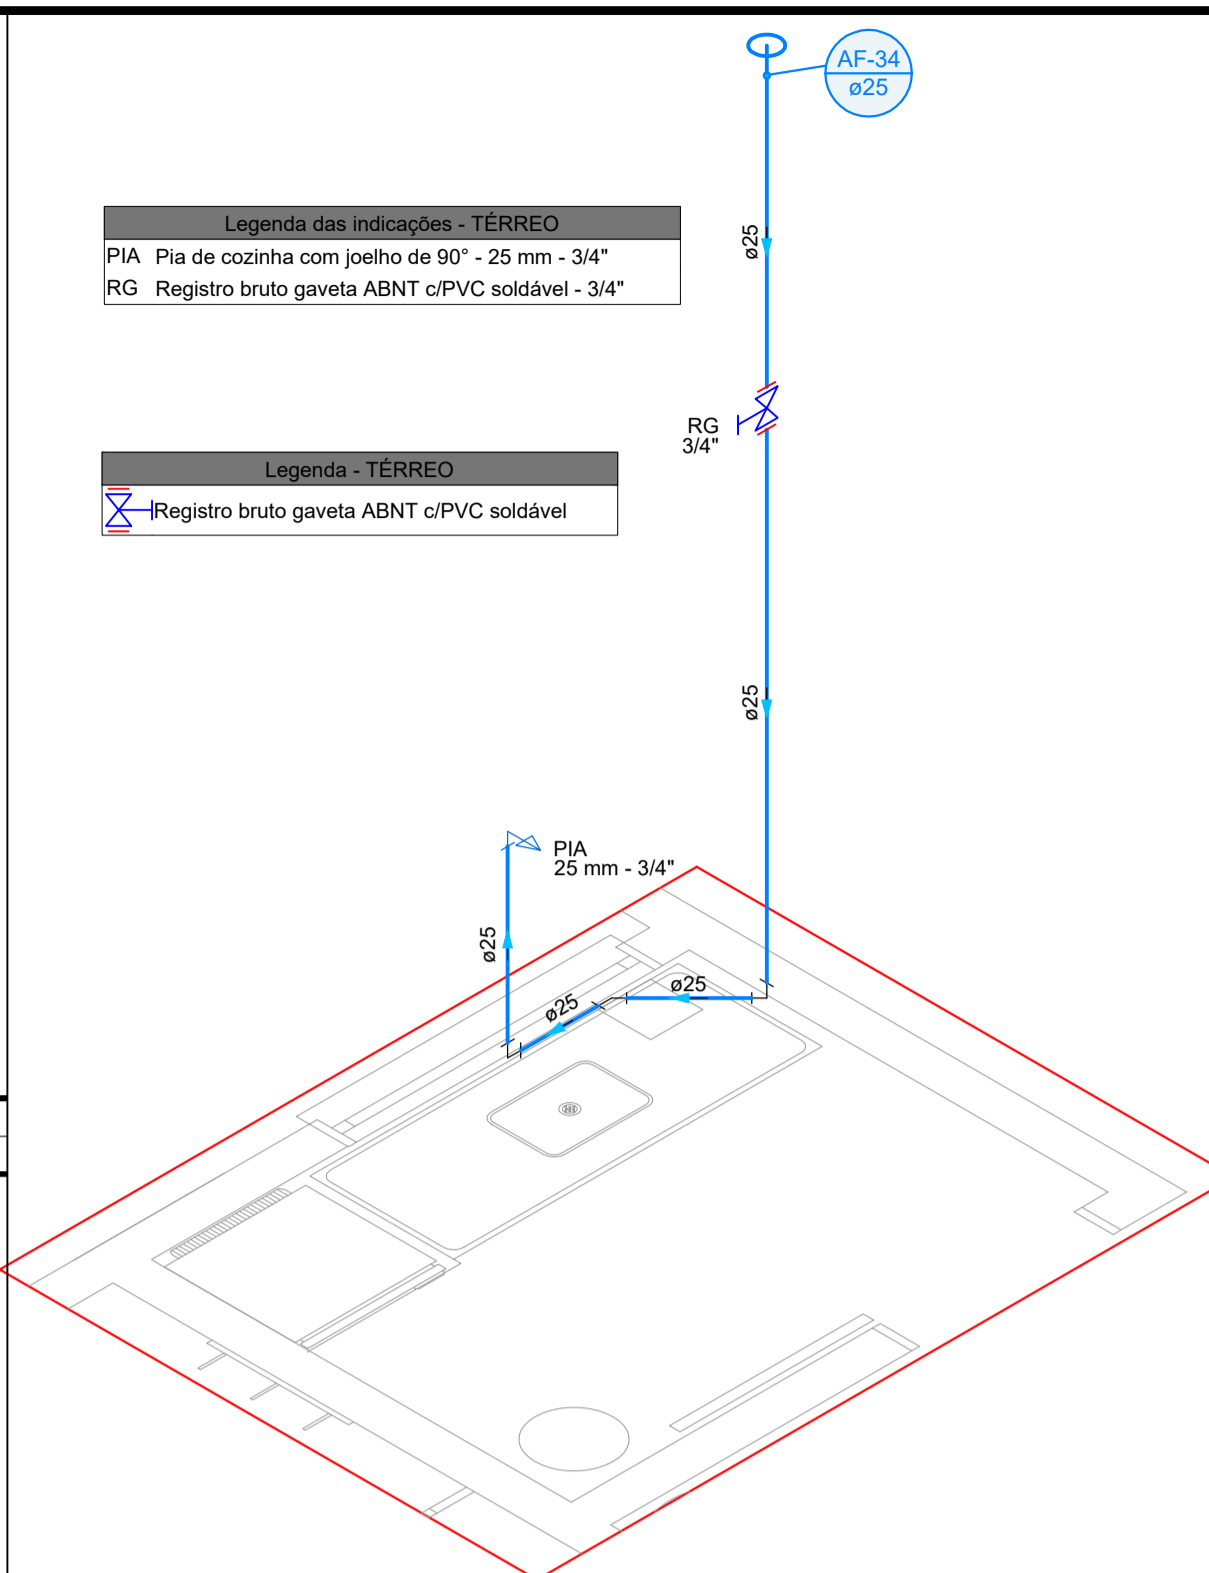 AF-34
ø25
ø25
Legenda das indicações - TÉRREO
PIA Pia de cozinha com joelho de 90° - 25 mm - 3/4"
RG Registro bruto gaveta ABNT c/PVC soldável - 3/4"
RG
3/4"
Legenda - TÉRREO
Registro bruto gaveta ABNT c/PVC soldável
ø25
PIA
25 mm - 3/4"
ø25
ø25
ø25